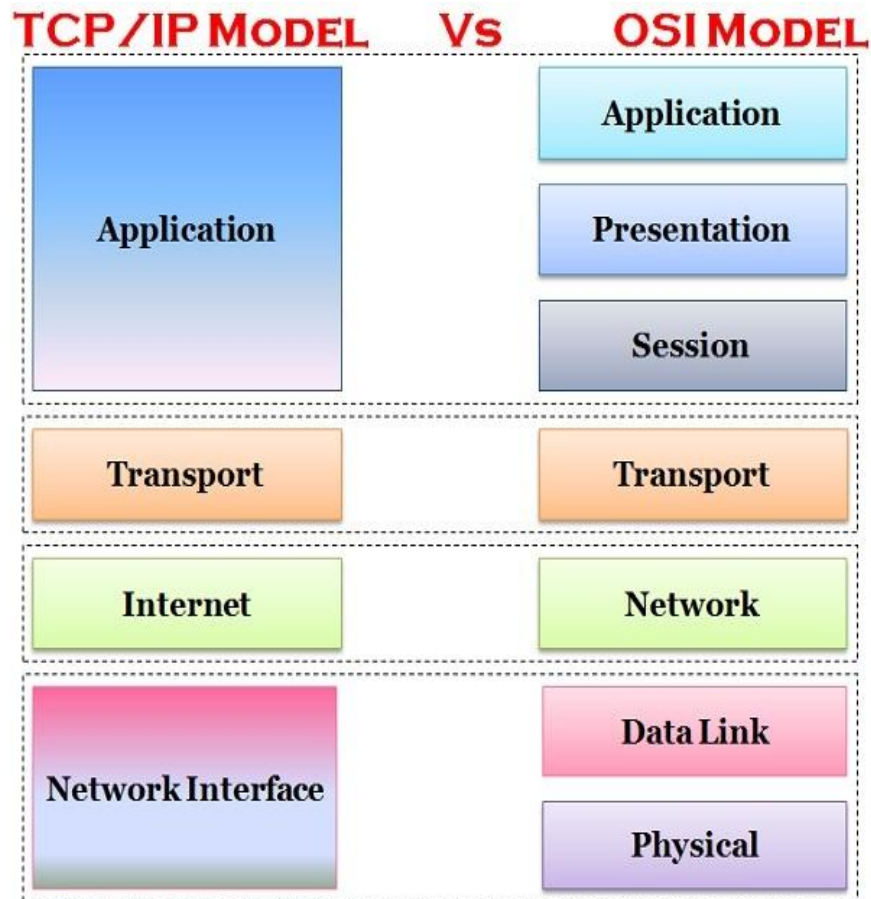 TCP/IP MODEL VS OSI MODEL
Application
Application
Presentation
Session
Transport
Transport
Internet
Network
Network Interface
Data Link
Physical